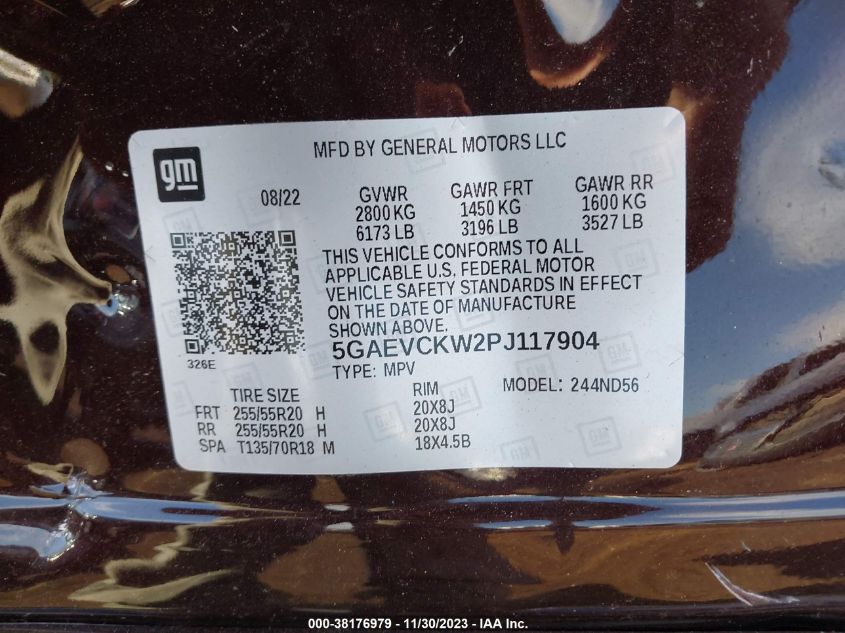 gm
MFD BY GENERAL MOTORS LLC
08/22
GVWR GAWR FRT GAWR RR
2800 KG 1450 KG 1600 KG
6173 LB 3196 LB 3527 LB
THIS VEHICLE CONFORMS TO ALL
APPLICABLE U.S. FEDERAL MOTOR
VEHICLE SAFETY STANDARDS IN EFFECT
ON THE DATE OF MANUFACTURE
SHOWN ABOVE.
326E
5GAEVCKW2PJ117904
TYPE: MPV MODEL: 244ND56
TIRE SIZE RIM
FRT 255/55R20 H 20X8J
RR 255/55R20 H 20X8J
SPA T135/70R18 M 18X4.5B
000-38176979 - 11/30/2023 - IAA Inc.